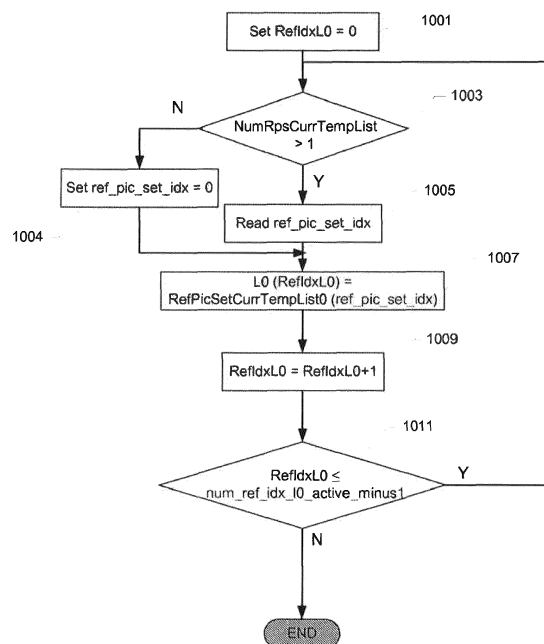 1001
Set RefIdxL0 = 0
1003
N
NumRpsCurrTempList
> 1
Y
Set ref_pic_set_idx = 0
1005
Read ref_pic_set_idx
1004
1007
L0 (RefIdxL0) =
RefPicSetCurrTempList0 (ref_pic_set_idx)
1009
RefIdxL0 = RefIdxL0+1
1011
RefIdxL0 ≤
num_ref_idx_l0_active_minus1
Y
N
END